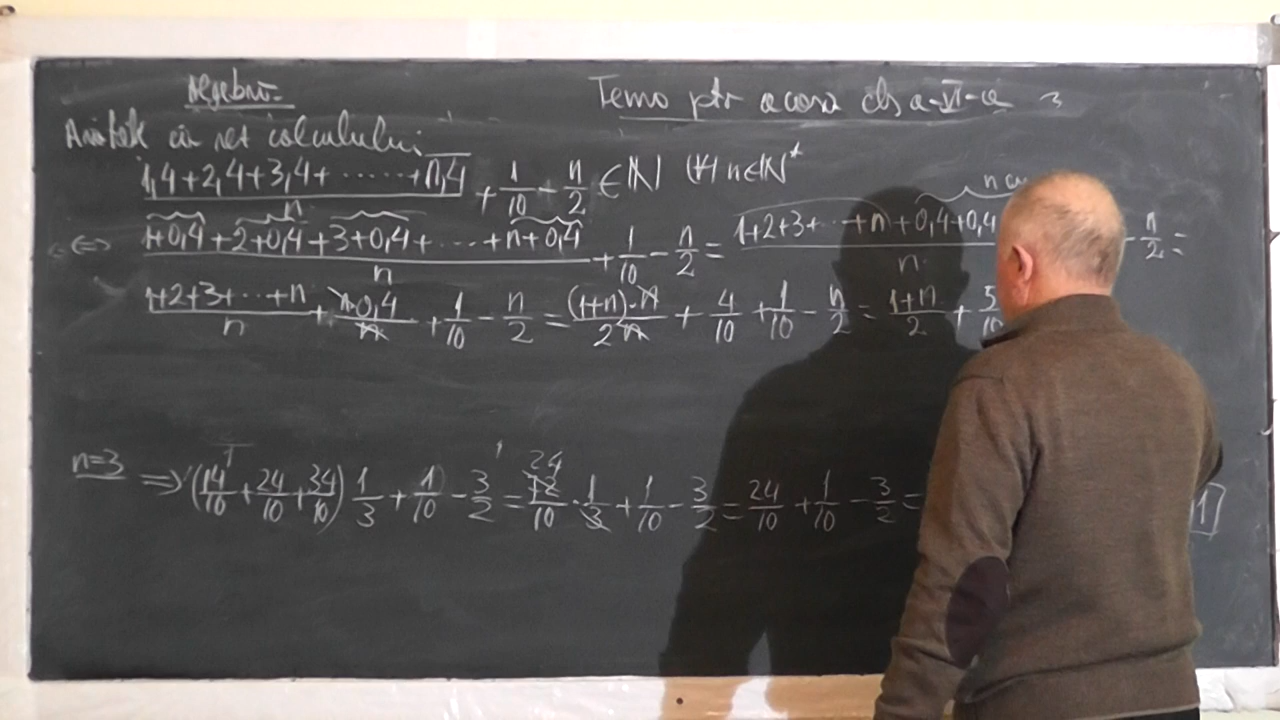 Algebră. Temă ptr acasă cls a-VI-a
Arătați că rez calculului:
(1,4+2,4+3,4+......+n,4)/n + 1/10 - n/2 ∈ ℕ (∀) n∈ℕ*
<=> (1+0,4+2+0,4+3+0,4+...+n+0,4)/n + 1/10 - n/2 = (1+2+3+...+n+0,4+0,4 /n - n/2 =
(1+2+3+...+n)/n + (n·0,4)/n + 1/10 - n/2 = ((1+n)·n)/(2n) + 4/10 + 1/10 - n/2 = (1+n)/2 + 5/10
n=3 => (14/10 + 24/10 + 34/10) 1/3 + 1/10 - 3/2 = 72/10 · 1/3 + 1/10 - 3/2 = 24/10 + 1/10 - 3/2 = 1